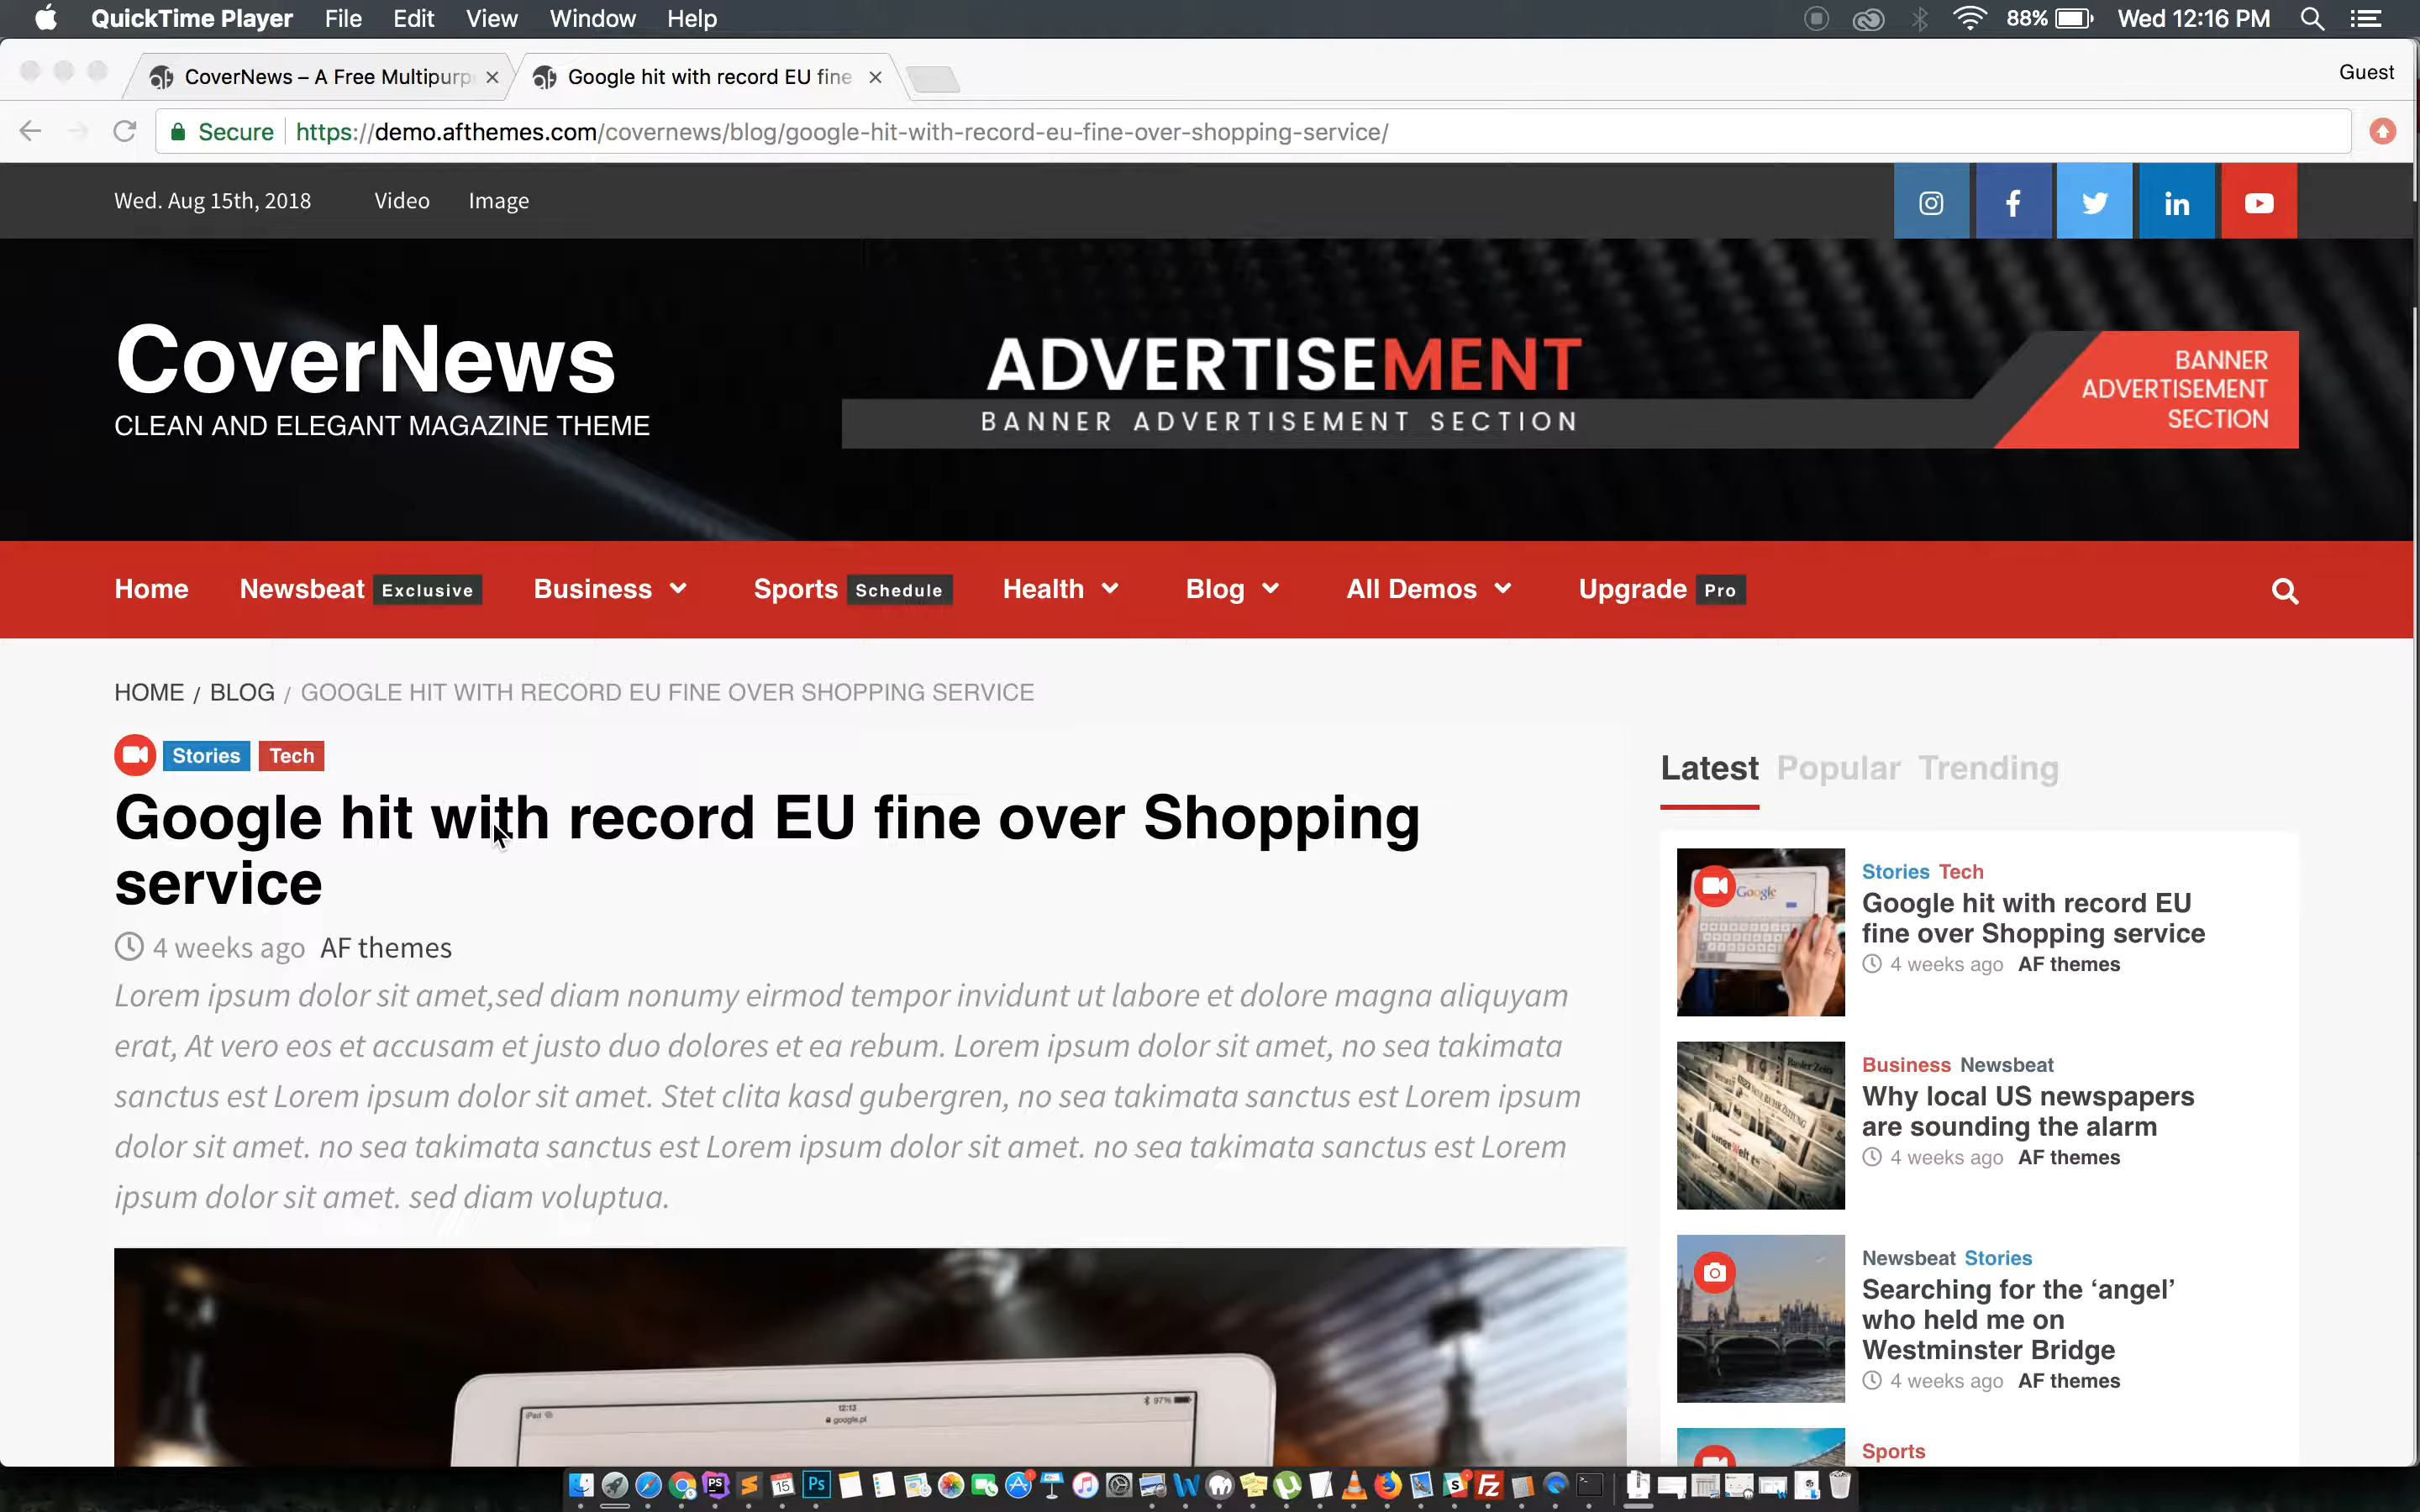 QuickTime Player File Edit View Window Help 88% Wed 12:16 PM
CoverNews – A Free Multipurp Google hit with record EU fine Guest
Secure https://demo.afthemes.com/covernews/blog/google-hit-with-record-eu-fine-over-shopping-service/
Wed. Aug 15th, 2018 Video Image
CoverNews
CLEAN AND ELEGANT MAGAZINE THEME
ADVERTISEMENT
BANNER ADVERTISEMENT SECTION
BANNER
ADVERTISEMENT
SECTION
Home Newsbeat Exclusive Business Sports Schedule Health Blog All Demos Upgrade Pro
HOME / BLOG / GOOGLE HIT WITH RECORD EU FINE OVER SHOPPING SERVICE
Stories Tech
Google hit with record EU fine over Shopping
service
4 weeks ago AF themes
Lorem ipsum dolor sit amet,sed diam nonumy eirmod tempor invidunt ut labore et dolore magna aliquyam
erat, At vero eos et accusam et justo duo dolores et ea rebum. Lorem ipsum dolor sit amet, no sea takimata
sanctus est Lorem ipsum dolor sit amet. Stet clita kasd gubergren, no sea takimata sanctus est Lorem ipsum
dolor sit amet. no sea takimata sanctus est Lorem ipsum dolor sit amet. no sea takimata sanctus est Lorem
ipsum dolor sit amet. sed diam voluptua.
iPad 12:13 97%
google.pl
Latest Popular Trending
Google
Stories Tech
Google hit with record EU
fine over Shopping service
4 weeks ago AF themes
Business Newsbeat
Why local US newspapers
are sounding the alarm
4 weeks ago AF themes
Newsbeat Stories
Searching for the ‘angel’
who held me on
Westminster Bridge
4 weeks ago AF themes
Sports
PS 15 Ps W S Fz